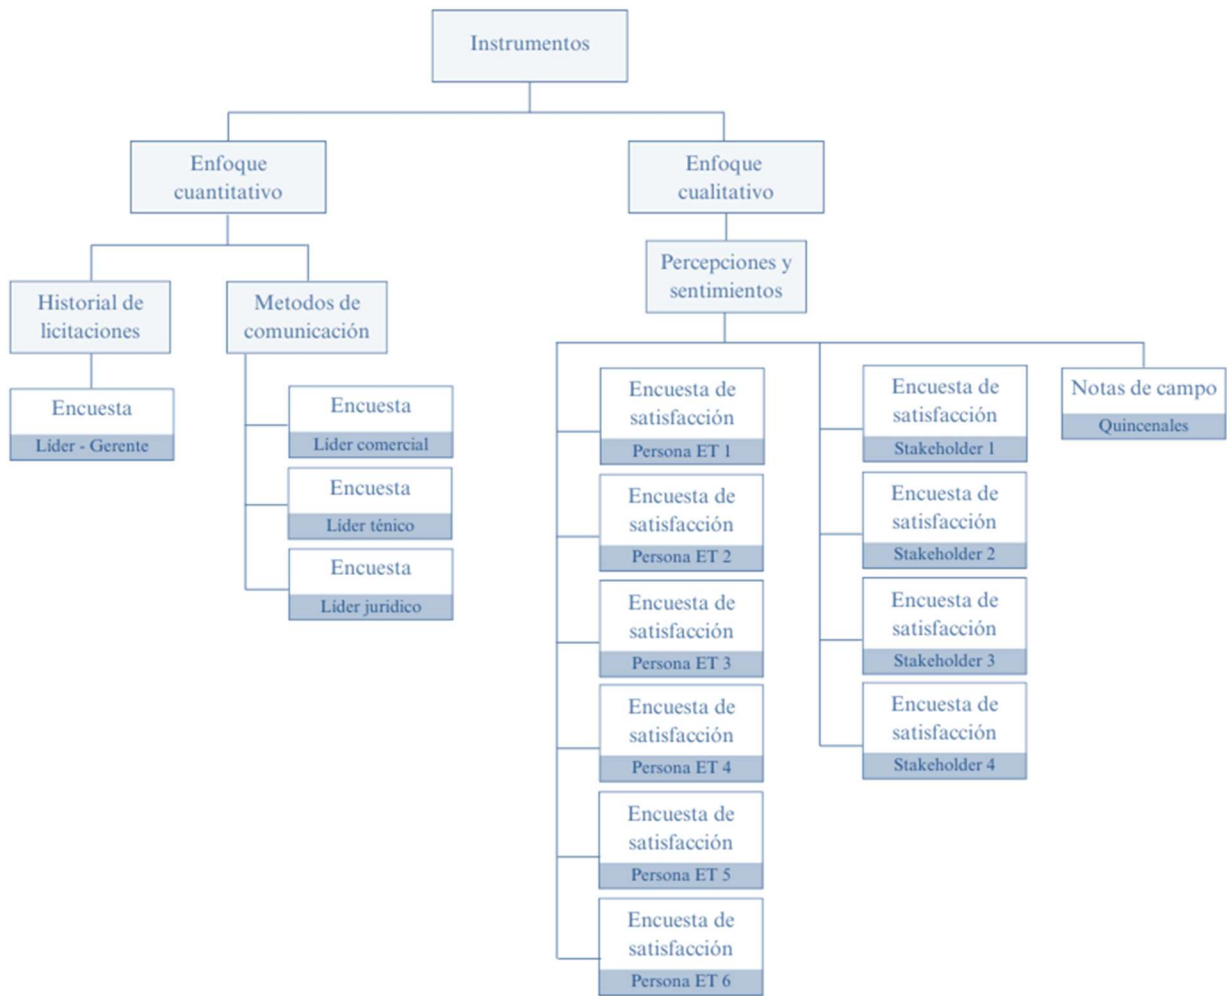 Instrumentos
Enfoque
cuantitativo
Enfoque
cualitativo
Historial de
licitaciones
Metodos de
comunicación
Percepciones y
sentimientos
Encuesta
Líder - Gerente
Encuesta
Líder comercial
Encuesta
Líder ténico
Encuesta
Líder juridico
Encuesta de
satisfacción
Persona ET 1
Encuesta de
satisfacción
Persona ET 2
Encuesta de
satisfacción
Persona ET 3
Encuesta de
satisfacción
Persona ET 4
Encuesta de
satisfacción
Persona ET 5
Encuesta de
satisfacción
Persona ET 6
Encuesta de
satisfacción
Stakeholder 1
Encuesta de
satisfacción
Stakeholder 2
Encuesta de
satisfacción
Stakeholder 3
Encuesta de
satisfacción
Stakeholder 4
Notas de campo
Quincenales